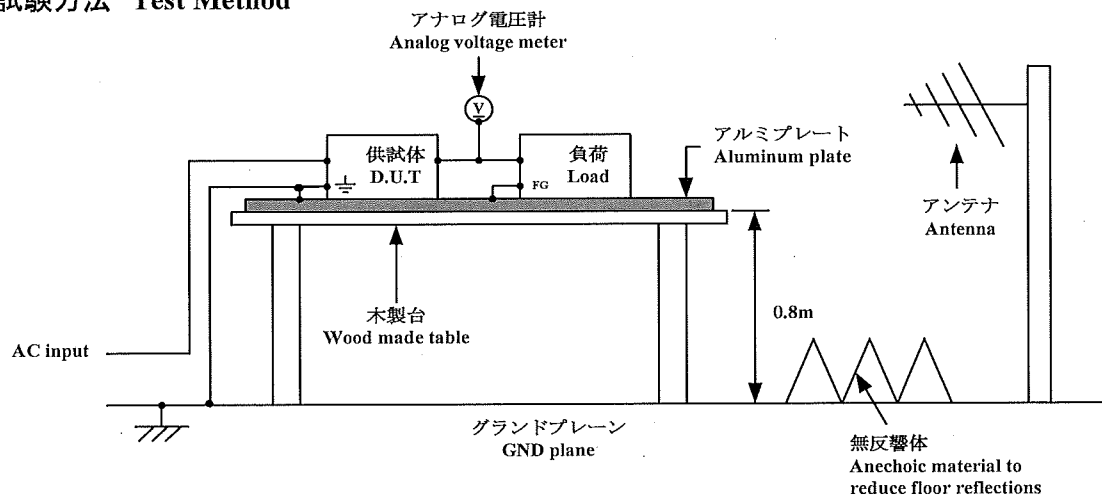 試験方法 Test Method
アナログ電圧計
Analog voltage meter
V
供試体
D.U.T
負荷
Load
FG
アルミプレート
Aluminum plate
アンテナ
Antenna
木製台
Wood made table
0.8m
AC input
グランドプレーン
GND plane
無反響体
Anechoic material to
reduce floor reflections